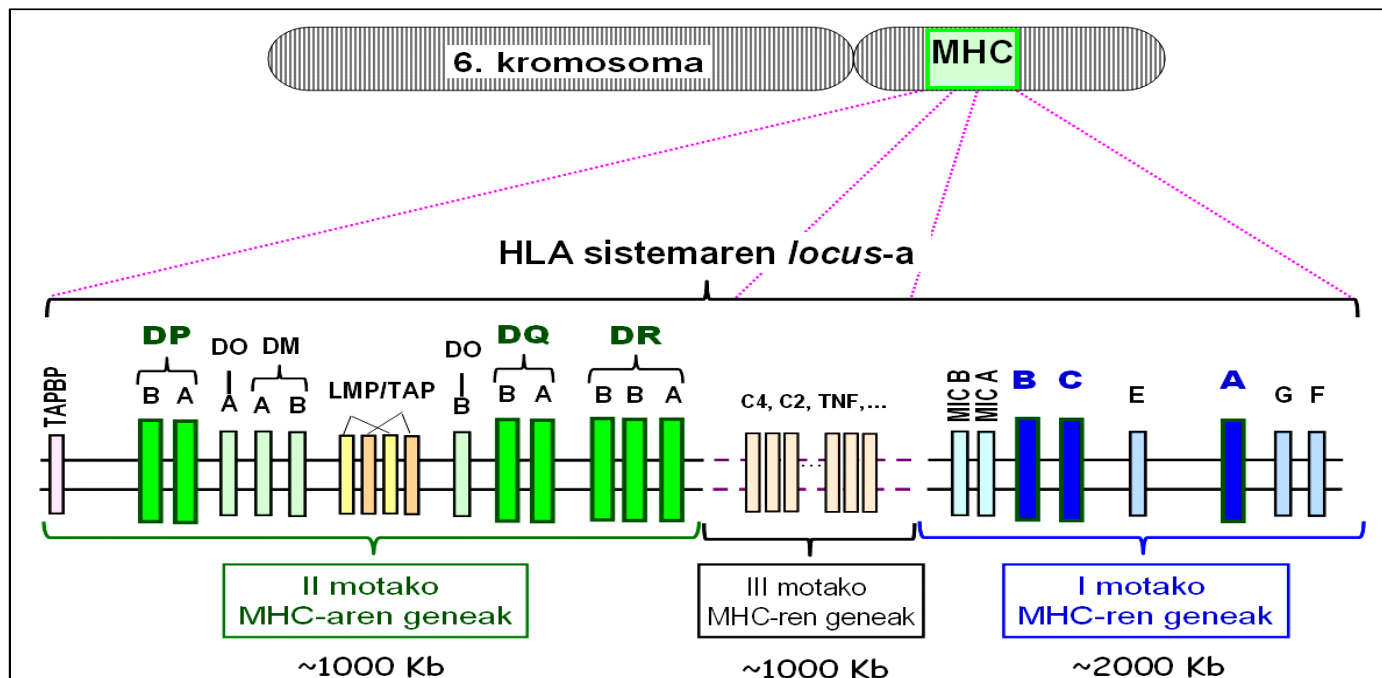 6. kromosoma
MHC
HLA sistemaren locus-a
TAPBP
DP
B A
DO
A
DM
A B
LMP/TAP
DO
B
DQ
B A
DR
B B A
C4, C2, TNF,...
...
MIC B
MIC A
B
C
E
A
G
F
II motako
MHC-aren geneak
~1000 Kb
III motako
MHC-ren geneak
~1000 Kb
I motako
MHC-ren geneak
~2000 Kb